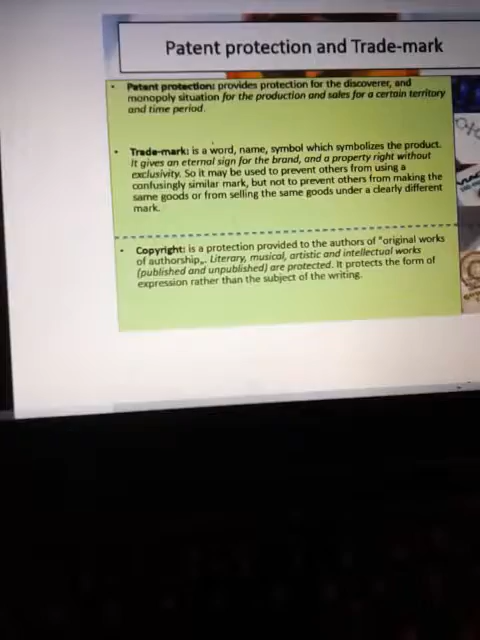 Patent protection and Trade-mark
• Patent protection: provides protection for the discoverer, and
monopoly situation for the production and sales for a certain territory
and time period.
• Trade-mark: is a word, name, symbol which symbolizes the product.
It gives an eternal sign for the brand, and a property right without
exclusivity. So it may be used to prevent others from using a
confusingly similar mark, but not to prevent others from making the
same goods or from selling the same goods under a clearly different
mark.
• Copyright: is a protection provided to the authors of "original works
of authorship„. Literary, musical, artistic and intellectual works
(published and unpublished) are protected. It protects the form of
expression rather than the subject of the writing.